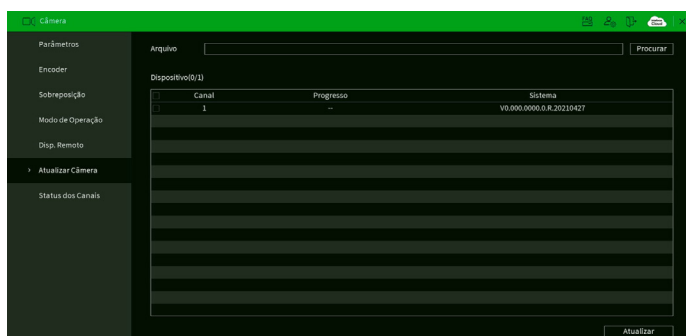 Câmera
Parâmetros
Encoder
Sobreposição
Modo de Operação
Disp. Remoto
> Atualizar Câmera
Status dos Canais
Arquivo
Procurar
Dispositivo(0/1)
Canal Progresso Sistema
1 -- V0.000.0000.0.R.20210427
Atualizar